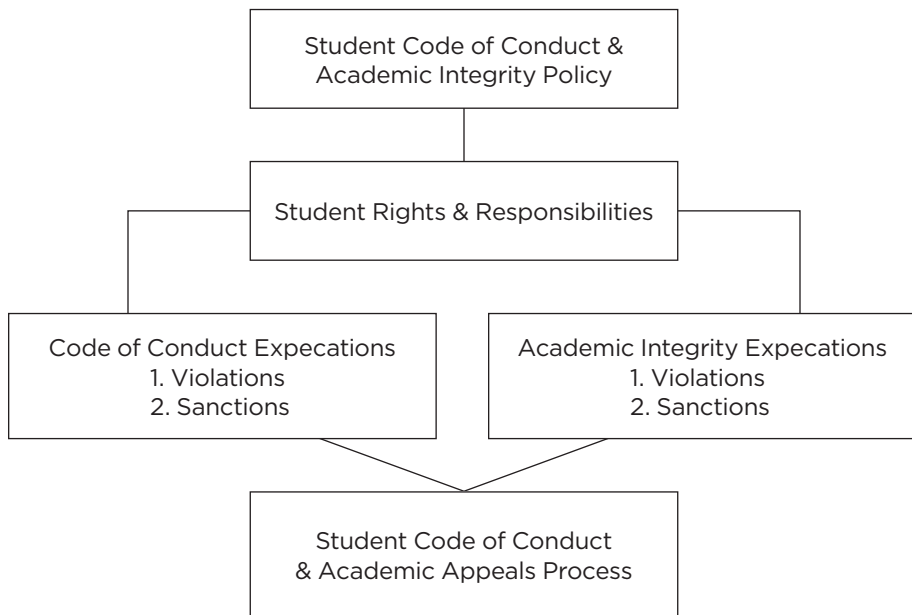 Student Code of Conduct &
Academic Integrity Policy
Student Rights & Responsibilities
Code of Conduct Expecations
1. Violations
2. Sanctions
Academic Integrity Expecations
1. Violations
2. Sanctions
Student Code of Conduct
& Academic Appeals Process